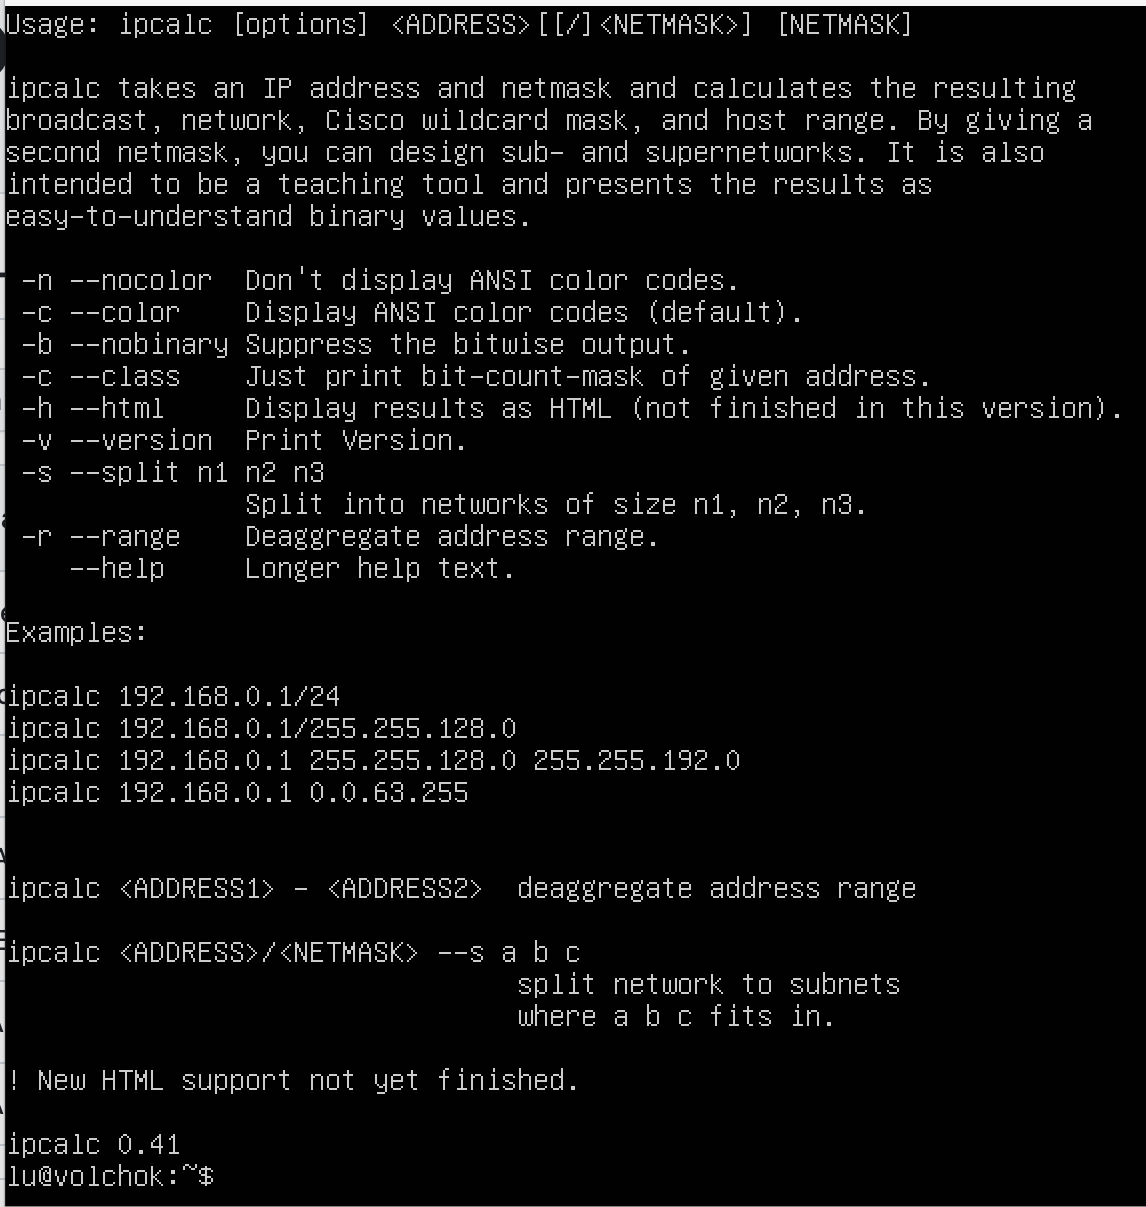 Usage: ipcalc [options] <ADDRESS>[[/]<NETMASK>] [NETMASK]
ipcalc takes an IP address and netmask and calculates the resulting
broadcast, network, Cisco wildcard mask, and host range. By giving a
second netmask, you can design sub- and supernetworks. It is also
intended to be a teaching tool and presents the results as
easy-to-understand binary values.
-n --nocolor  Don't display ANSI color codes.
-c --color    Display ANSI color codes (default).
-b --nobinary Suppress the bitwise output.
-c --class    Just print bit-count-mask of given address.
-h --html     Display results as HTML (not finished in this version).
-v --version  Print Version.
-s --split n1 n2 n3
Split into networks of size n1, n2, n3.
-r --range    Deaggregate address range.
--help     Longer help text.
Examples:
ipcalc 192.168.0.1/24
ipcalc 192.168.0.1/255.255.128.0
ipcalc 192.168.0.1 255.255.128.0 255.255.192.0
ipcalc 192.168.0.1 0.0.63.255
ipcalc <ADDRESS1> - <ADDRESS2>  deaggregate address range
ipcalc <ADDRESS>/<NETMASK> --s a b c
split network to subnets
where a b c fits in.
! New HTML support not yet finished.
ipcalc 0.41
lu@volchok:~$